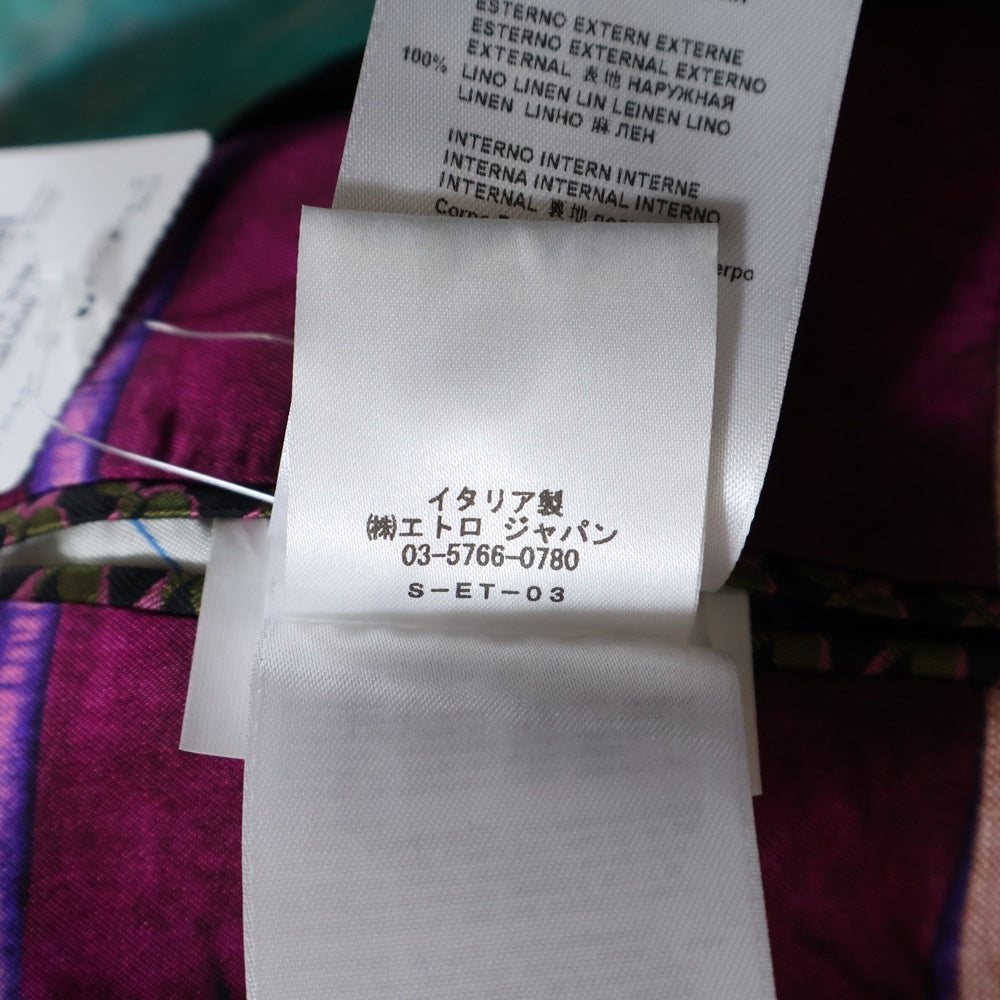 ESTERNO EXTERN EXTERNE
ESTERNO EXTERNAL EXTERNO
EXTERNAL 表地 НАРУЖНАЯ
100% LINO LINEN LIN LEINEN LINO
LINEN LINHO 麻 ЛЕН
INTERNO INTERN INTERNE
INTERNA INTERNAL INTERNO
INTERNAL 裏地
Corpo
イタリア製
㈱エトロ ジャパン
03-5766-0780
S-ET-03